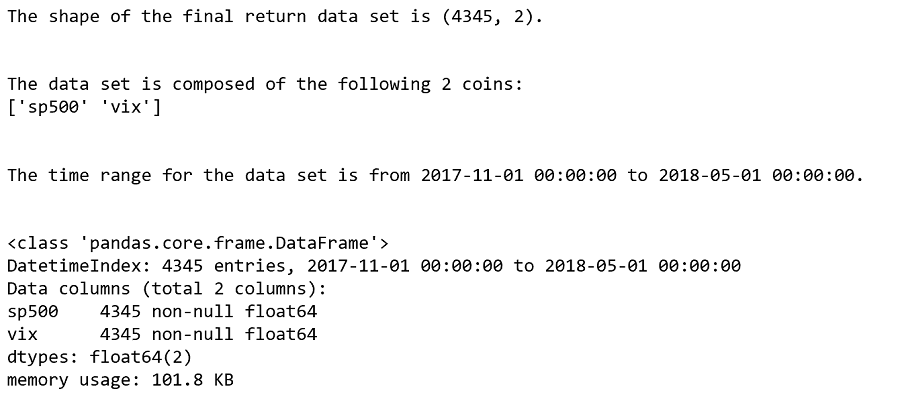 The shape of the final return data set is (4345, 2).
The data set is composed of the following 2 coins:
['sp500' 'vix']
The time range for the data set is from 2017-11-01 00:00:00 to 2018-05-01 00:00:00.
<class 'pandas.core.frame.DataFrame'>
DatetimeIndex: 4345 entries, 2017-11-01 00:00:00 to 2018-05-01 00:00:00
Data columns (total 2 columns):
sp500    4345 non-null float64
vix      4345 non-null float64
dtypes: float64(2)
memory usage: 101.8 KB